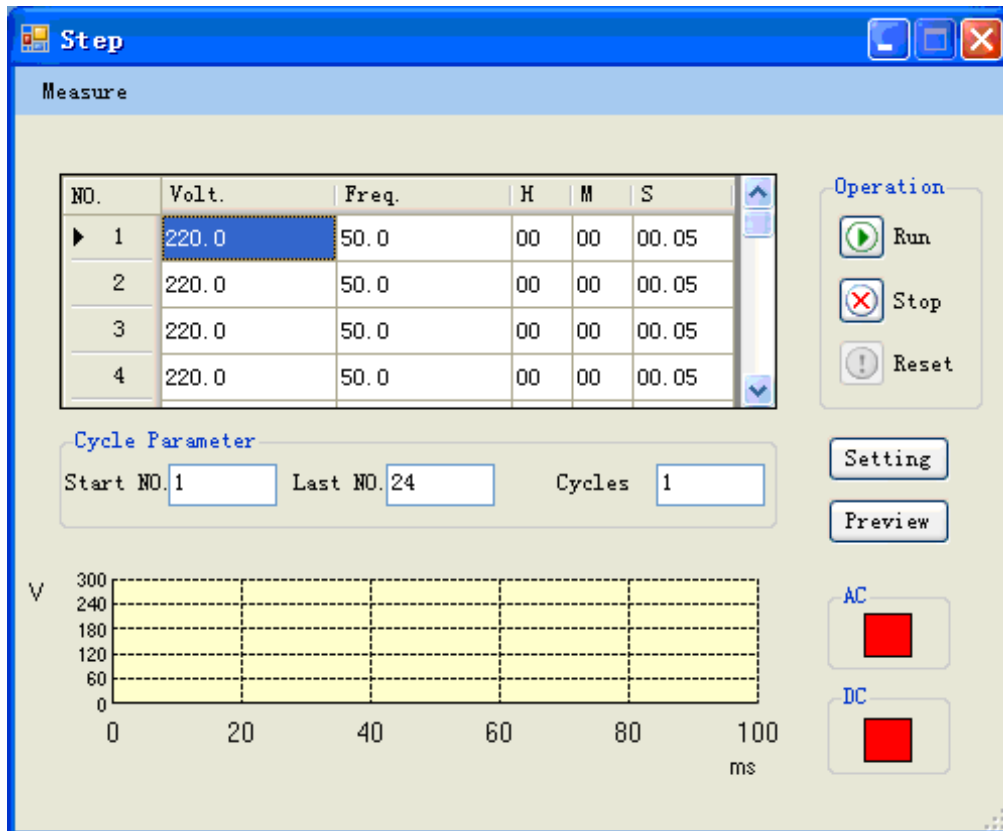 Step
Measure
NO. Volt. Freq. H M S
1 220.0 50.0 00 00 00.05
2 220.0 50.0 00 00 00.05
3 220.0 50.0 00 00 00.05
4 220.0 50.0 00 00 00.05
Operation
Run
Stop
Reset
Cycle Parameter
Start NO. 1 Last NO. 24 Cycles 1
Setting
Preview
V
300
240
180
120
60
0
0 20 40 60 80 100
ms
AC
DC